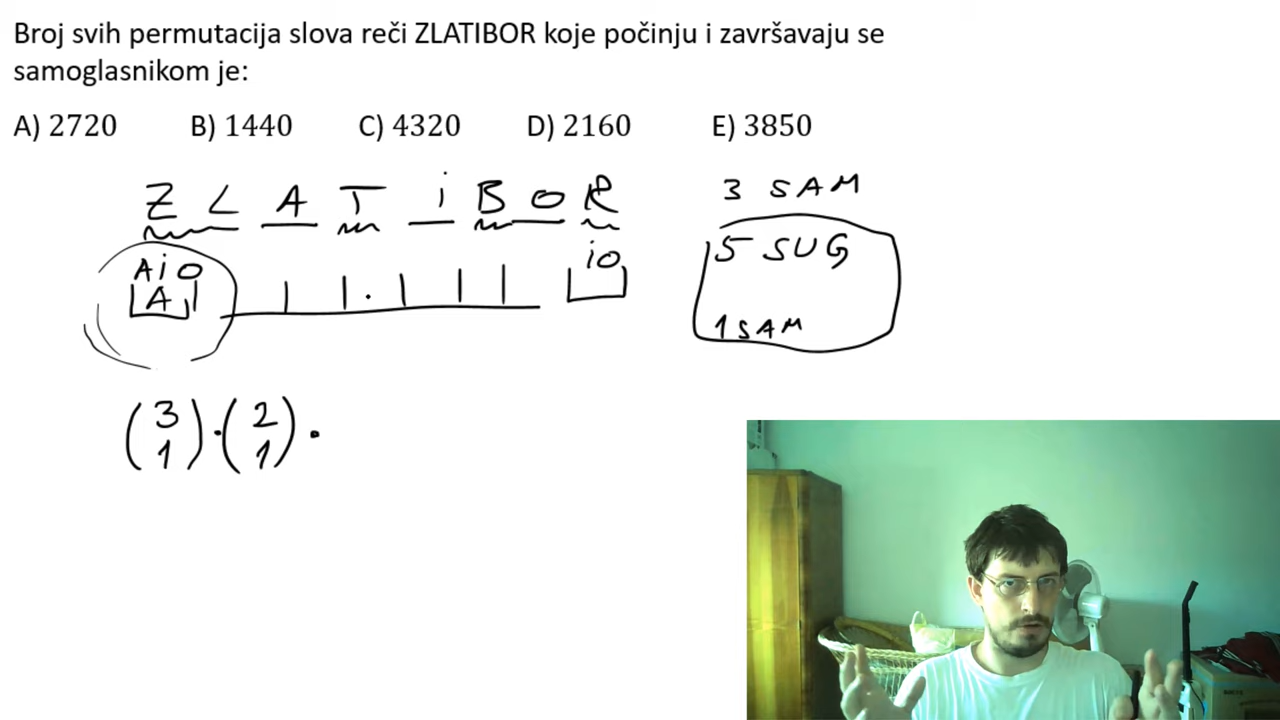 Broj svih permutacija slova reči ZLATIBOR koje počinju i završavaju se
samoglasnikom je:
A) 2720 B) 1440 C) 4320 D) 2160 E) 3850
Z L A T i B O R
3 SAM
5 SUG
A i O
i O
A
1 SAM
(3 1) · (2 1) ·